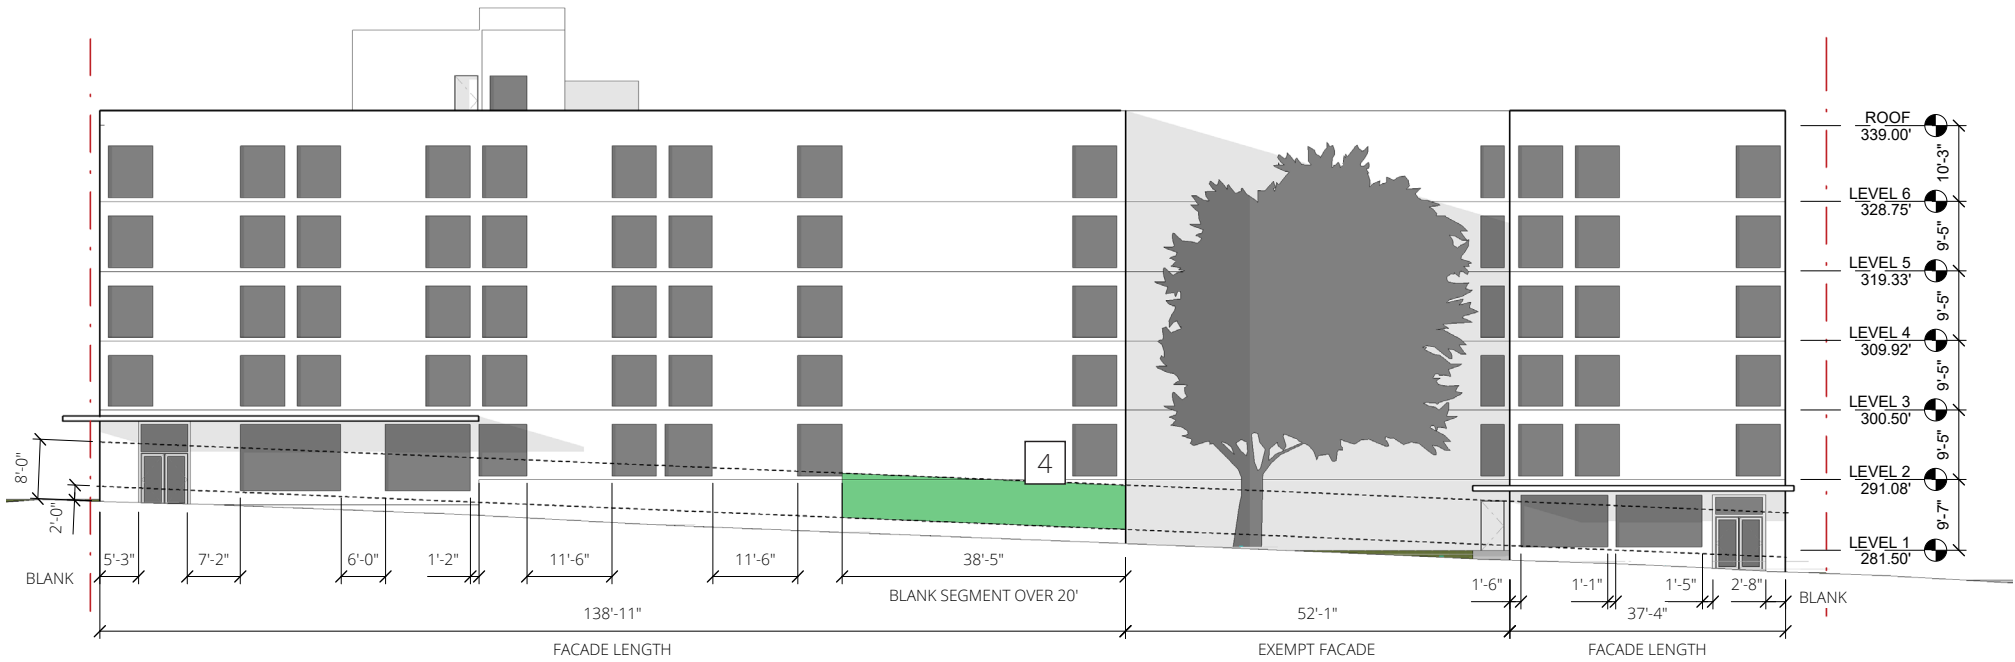 ROOF
339.00'
10'-3"
LEVEL 6
328.75'
9'-5"
LEVEL 5
319.33'
9'-5"
LEVEL 4
309.92'
9'-5"
LEVEL 3
300.50'
9'-5"
LEVEL 2
291.08'
9'-7"
LEVEL 1
281.50'
4
8'-0"
2'-0"
5'-3" 7'-2" 6'-0" 1'-2" 11'-6" 11'-6" 38'-5" 1'-6" 1'-1" 1'-5" 2'-8"
BLANK BLANK SEGMENT OVER 20' BLANK
138'-11" 52'-1" 37'-4"
FACADE LENGTH EXEMPT FACADE FACADE LENGTH